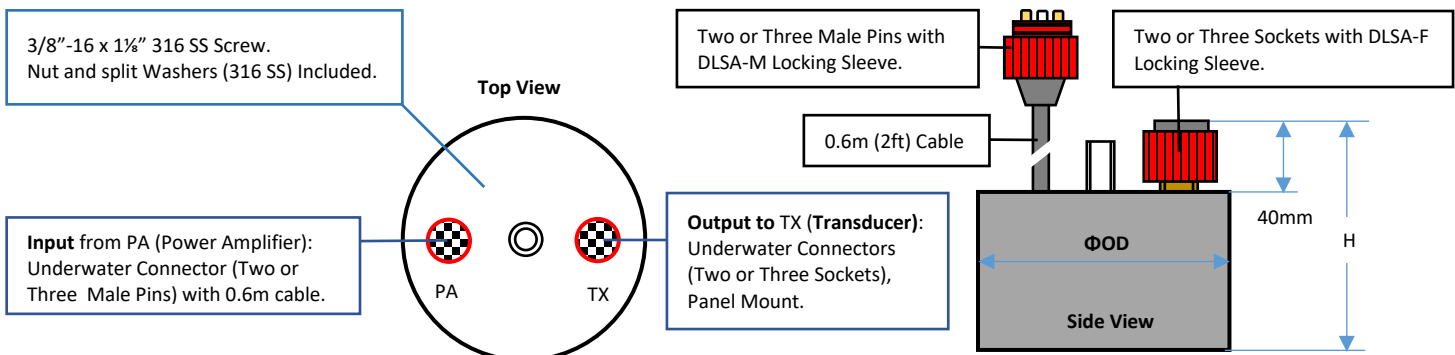 3/8”-16 x 1⅛” 316 SS Screw.
Nut and split Washers (316 SS) Included.
Top View
Two or Three Male Pins with
DLSA-M Locking Sleeve.
Two or Three Sockets with DLSA-F
Locking Sleeve.
0.6m (2ft) Cable
Input from PA (Power Amplifier):
Underwater Connector (Two or
Three Male Pins) with 0.6m cable.
PA
TX
Output to TX (Transducer):
Underwater Connectors
(Two or Three Sockets),
Panel Mount.
40mm
H
ΦOD
Side View